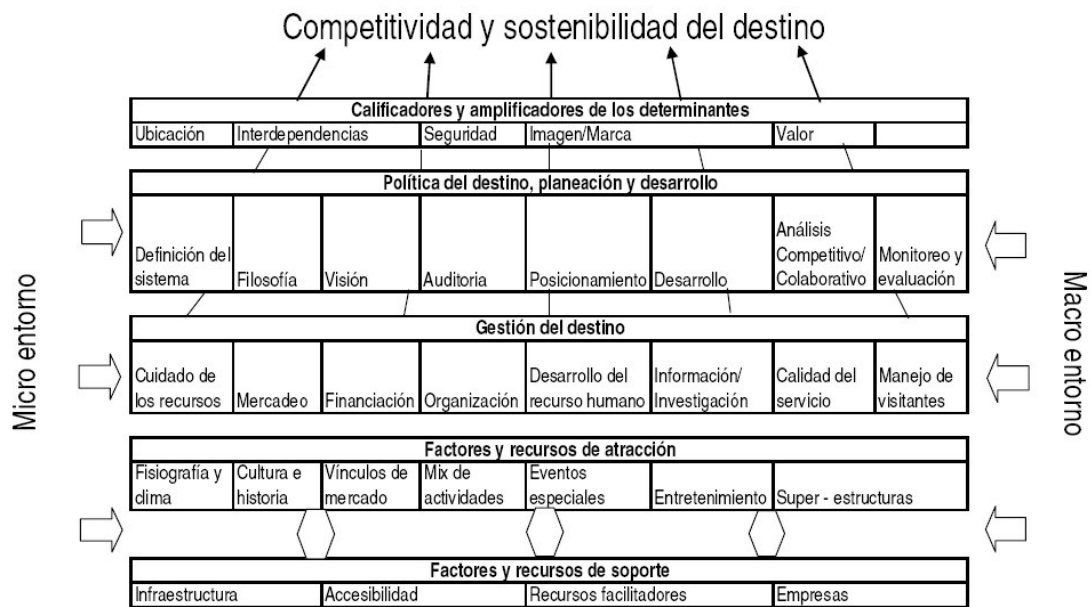 Competitividad y sostenibilidad del destino
Calificadores y amplificadores de los determinantes
Ubicación Interdependencias Seguridad Imagen/Marca Valor
Política del destino, planeación y desarrollo
Definición del sistema Filosofía Visión Auditoria Posicionamiento Desarrollo Análisis Competitivo/ Colaborativo Monitoreo y evaluación
Micro entorno
Macro entorno
Gestión del destino
Cuidado de los recursos Mercadeo Financiación Organización Desarrollo del recurso humano Información/ Investigación Calidad del servicio Manejo de visitantes
Factores y recursos de atracción
Fisiografía y clima Cultura e historia Vínculos de mercado Mix de actividades Eventos especiales Entretenimiento Super - estructuras
Factores y recursos de soporte
Infraestructura Accesibilidad Recursos facilitadores Empresas